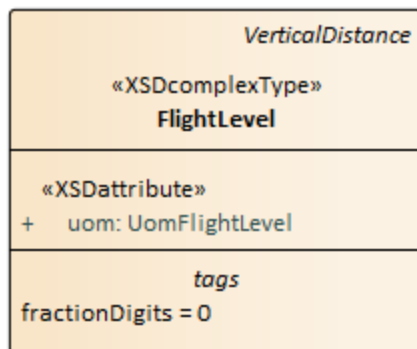 VerticalDistance
«XSDcomplexType»
FlightLevel
«XSDattribute»
+ uom: UomFlightLevel
tags
fractionDigits = 0